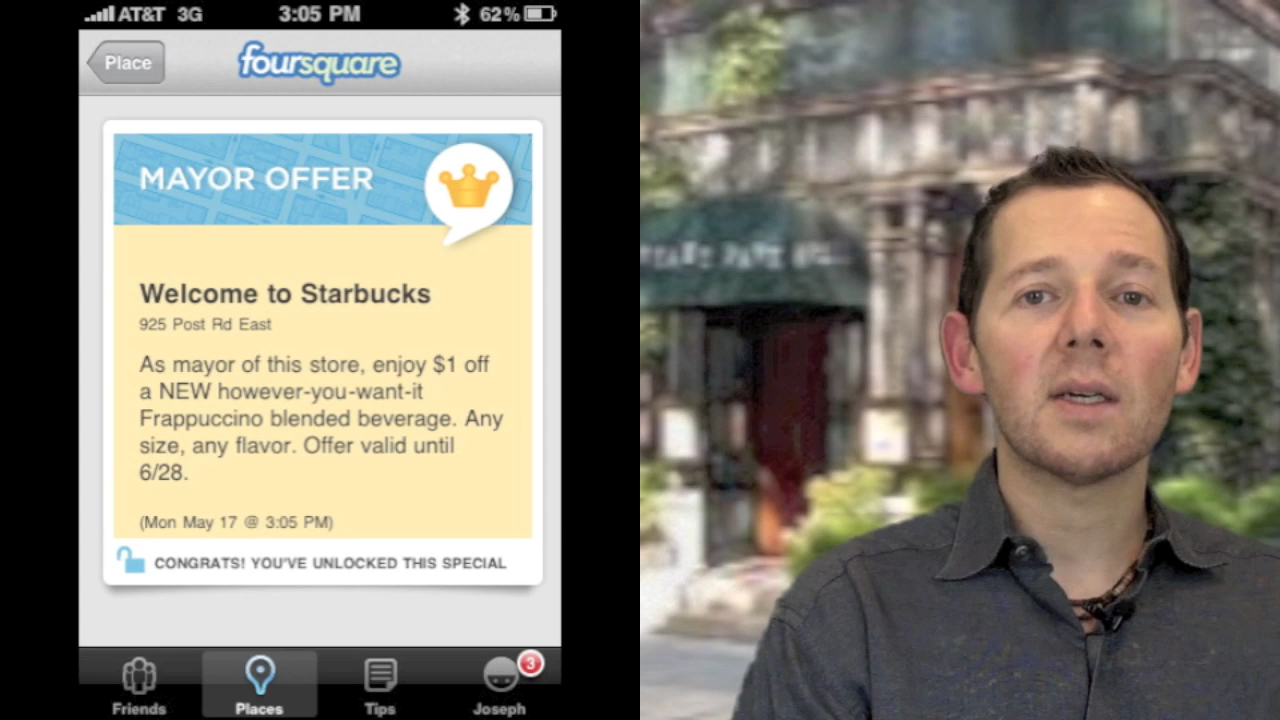 AT&T 3G 3:05 PM 62%
Place foursquare
MAYOR OFFER
Welcome to Starbucks
925 Post Rd East
As mayor of this store, enjoy $1 off
a NEW however-you-want-it
Frappuccino blended beverage. Any
size, any flavor. Offer valid until
6/28.
(Mon May 17 @ 3:05 PM)
CONGRATS! YOU'VE UNLOCKED THIS SPECIAL
3
Friends Places Tips Joseph